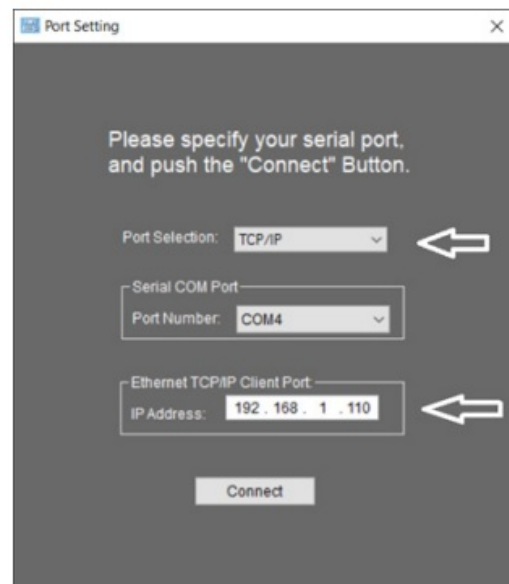 Port Setting
Please specify your serial port,
and push the "Connect" Button.
Port Selection: TCP/IP
Serial COM Port
Port Number: COM4
Ethernet TCP/IP Client Port:
IP Address: 192 . 168 . 1 . 110
Connect